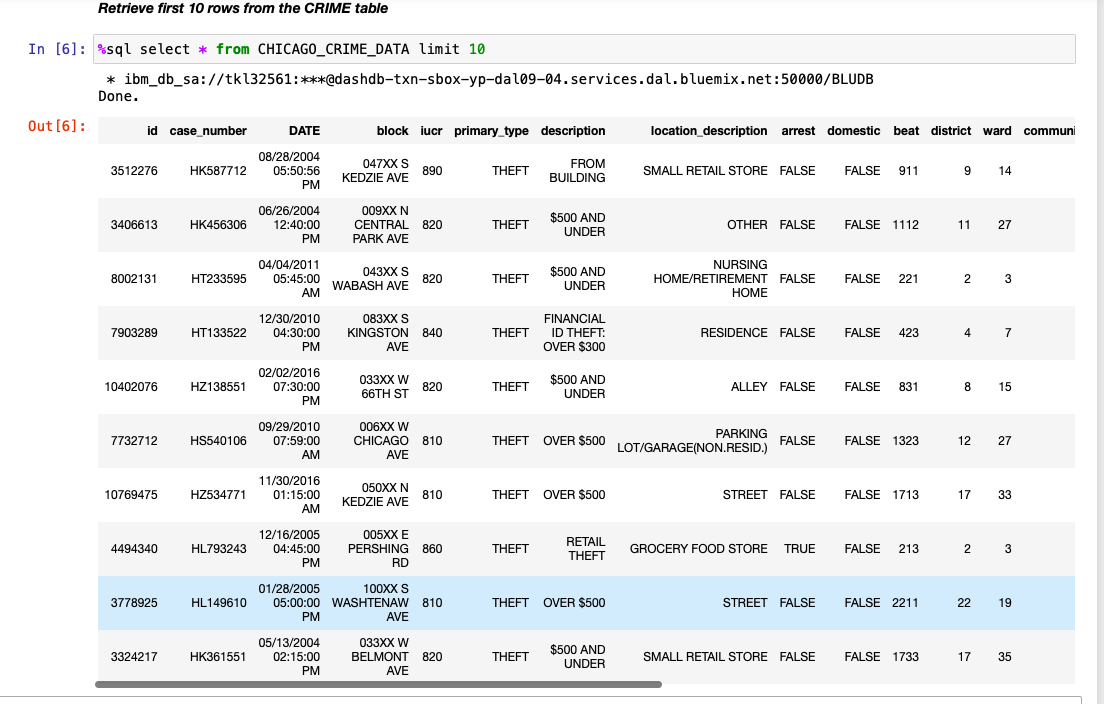 Retrieve first 10 rows from the CRIME table
In [6]: %sql select * from CHICAGO_CRIME_DATA limit 10
* ibm_db_sa://tkl32561:***@dashdb-txn-sbox-yp-dal09-04.services.dal.bluemix.net:50000/BLUDB
Done.
Out[6]:
id case_number DATE block iucr primary_type description location_description arrest domestic beat district ward communi
3512276 HK587712 08/28/2004 05:50:56 PM 047XX S KEDZIE AVE 890 THEFT FROM BUILDING SMALL RETAIL STORE FALSE FALSE 911 9 14
3406613 HK456306 06/26/2004 12:40:00 PM 009XX N CENTRAL PARK AVE 820 THEFT $500 AND UNDER OTHER FALSE FALSE 1112 11 27
8002131 HT233595 04/04/2011 05:45:00 AM 043XX S WABASH AVE 820 THEFT $500 AND UNDER NURSING HOME/RETIREMENT HOME FALSE FALSE 221 2 3
7903289 HT133522 12/30/2010 04:30:00 PM 083XX S KINGSTON AVE 840 THEFT FINANCIAL ID THEFT: OVER $300 RESIDENCE FALSE FALSE 423 4 7
10402076 HZ138551 02/02/2016 07:30:00 PM 033XX W 66TH ST 820 THEFT $500 AND UNDER ALLEY FALSE FALSE 831 8 15
7732712 HS540106 09/29/2010 07:59:00 AM 006XX W CHICAGO AVE 810 THEFT OVER $500 PARKING LOT/GARAGE(NON.RESID.) FALSE FALSE 1323 12 27
10769475 HZ534771 11/30/2016 01:15:00 AM 050XX N KEDZIE AVE 810 THEFT OVER $500 STREET FALSE FALSE 1713 17 33
4494340 HL793243 12/16/2005 04:45:00 PM 005XX E PERSHING RD 860 THEFT RETAIL THEFT GROCERY FOOD STORE TRUE FALSE 213 2 3
3778925 HL149610 01/28/2005 05:00:00 PM 100XX S WASHTENAW AVE 810 THEFT OVER $500 STREET FALSE FALSE 2211 22 19
3324217 HK361551 05/13/2004 02:15:00 PM 033XX W BELMONT AVE 820 THEFT $500 AND UNDER SMALL RETAIL STORE FALSE FALSE 1733 17 35